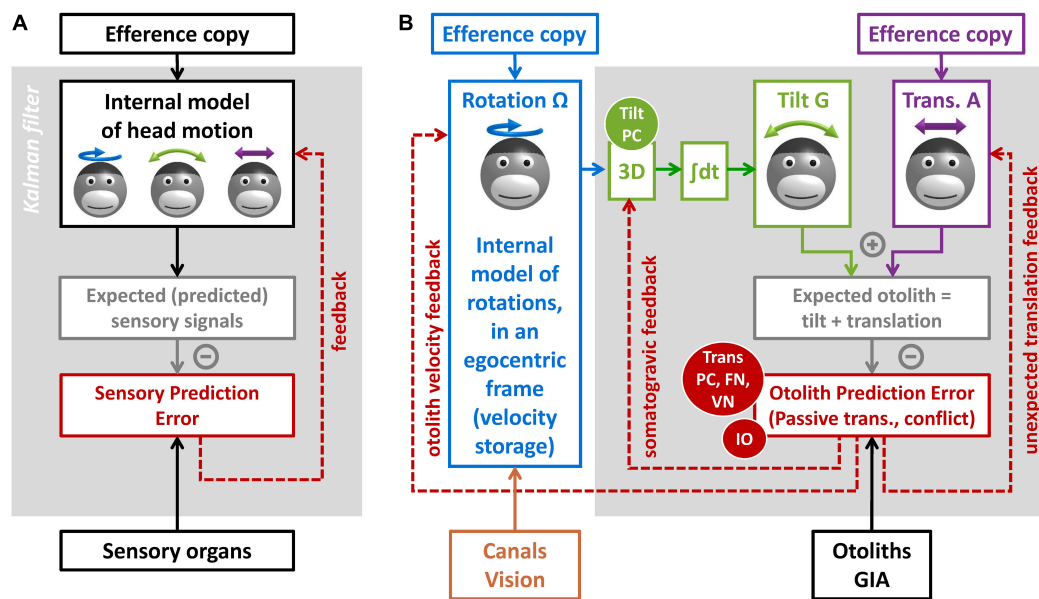 A
Efference copy
Kalman filter
Internal model
of head motion
Expected (predicted)
sensory signals
−
feedback
Sensory Prediction
Error
Sensory organs
B
Efference copy
Efference copy
Rotation Ω
Internal
model of
rotations,
in an
egocentric
frame
(velocity
storage)
otolith velocity feedback
Tilt
PC
3D
∫dt
Tilt G
Trans. A
+
somatogravic feedback
unexpected translation feedback
Expected otolith =
tilt + translation
−
Trans
PC, FN,
VN
IO
Otolith Prediction Error
(Passive trans., conflict)
Canals
Vision
Otoliths
GIA